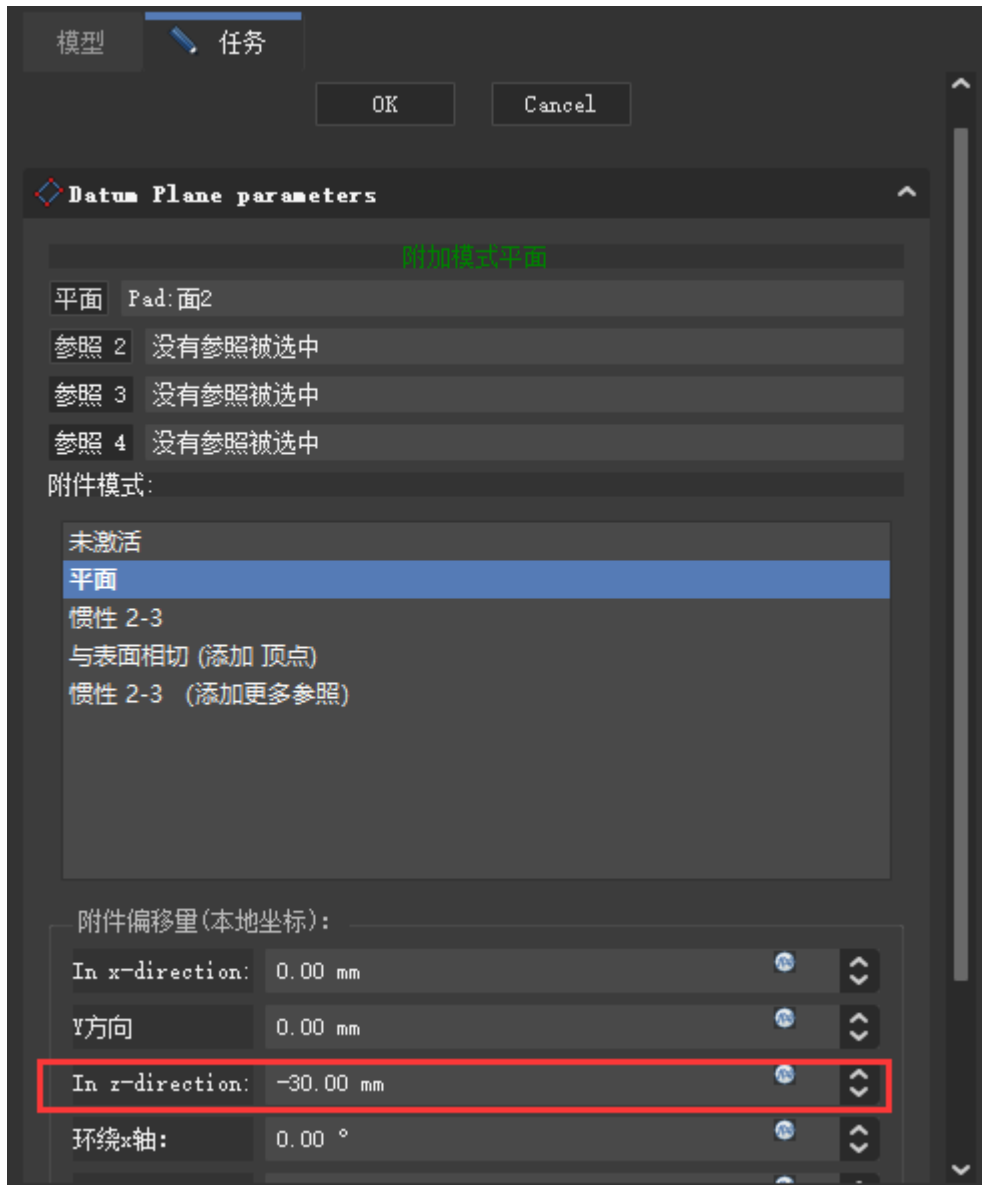 模型 任务
OK Cancel
Datum Plane parameters
附加模式平面
平面 Pad:面2
参照 2 没有参照被选中
参照 3 没有参照被选中
参照 4 没有参照被选中
附件模式:
未激活
平面
惯性 2-3
与表面相切 (添加 顶点)
惯性 2-3 (添加更多参照)
附件偏移量(本地坐标):
In x-direction: 0.00 mm
Y方向 0.00 mm
In z-direction: -30.00 mm
环绕x轴: 0.00 °